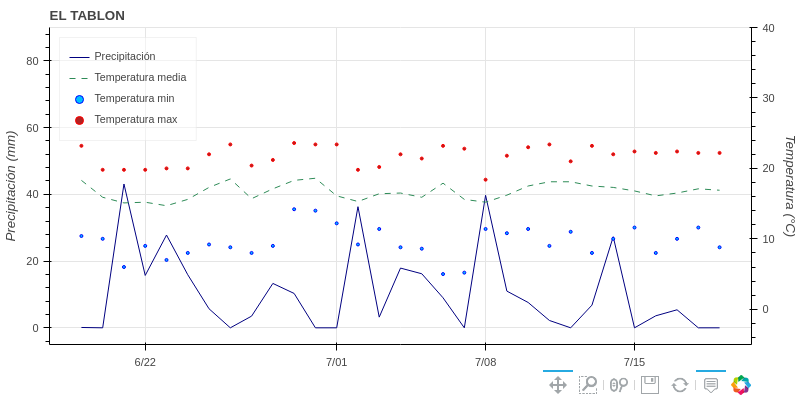 EL TABLON
Precipitación
Temperatura media
Temperatura min
Temperatura max
Precipitación (mm)
80
60
40
20
0
Temperatura (°C)
40
30
20
10
0
6/22
7/01
7/08
7/15